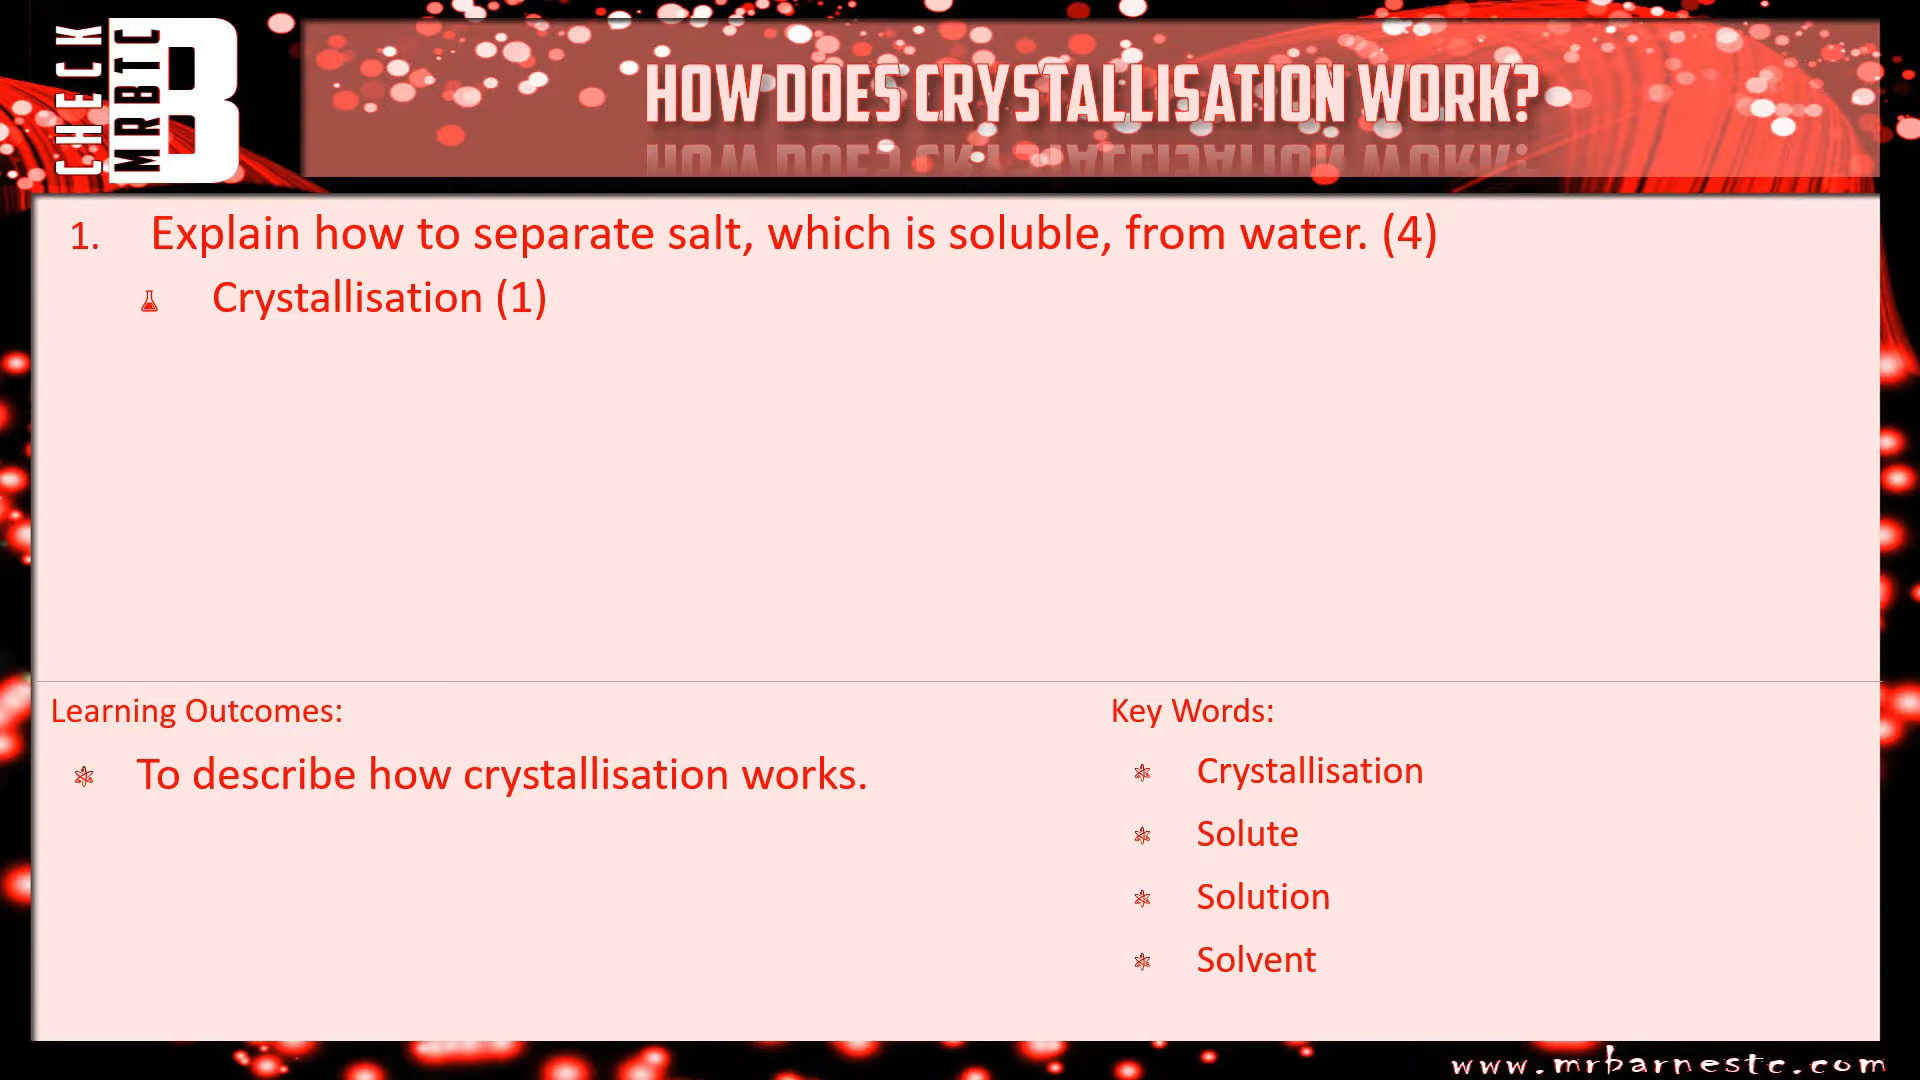 CHECK
MRBTC
B
HOW DOES CRYSTALLISATION WORK?
1. Explain how to separate salt, which is soluble, from water. (4)
Crystallisation (1)
Learning Outcomes:
To describe how crystallisation works.
Key Words:
Crystallisation
Solute
Solution
Solvent
www.mrbarnestc.com